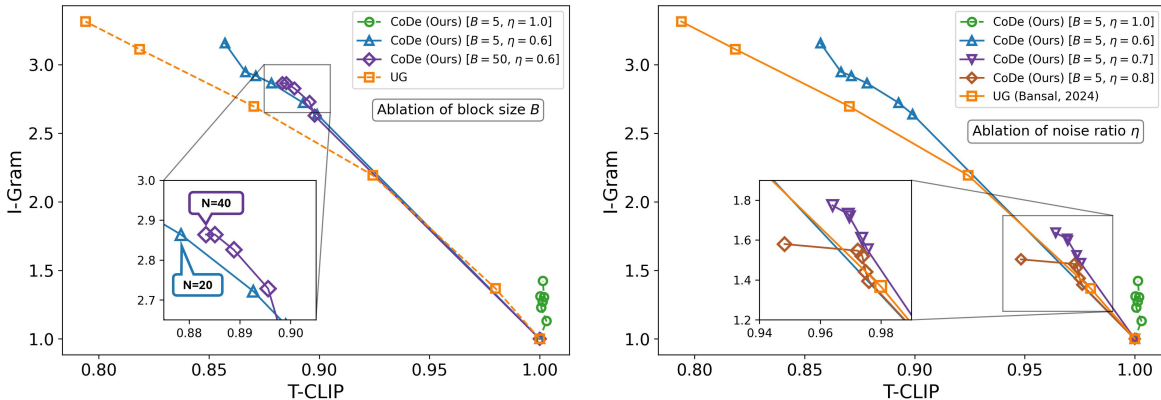 CoDe (Ours) [B = 5, η = 1.0]
CoDe (Ours) [B = 5, η = 0.6]
CoDe (Ours) [B = 50, η = 0.6]
UG
Ablation of block size B
I-Gram
3.0
2.5
2.0
1.5
1.0
3.0
2.9
2.8
2.7
N=40
N=20
0.88
0.89
0.90
0.80
0.85
0.90
0.95
1.00
T-CLIP
CoDe (Ours) [B = 5, η = 1.0]
CoDe (Ours) [B = 5, η = 0.6]
CoDe (Ours) [B = 5, η = 0.7]
CoDe (Ours) [B = 5, η = 0.8]
UG (Bansal, 2024)
Ablation of noise ratio η
I-Gram
3.0
2.5
2.0
1.5
1.0
1.8
1.6
1.4
1.2
0.94
0.96
0.98
0.80
0.85
0.90
0.95
1.00
T-CLIP